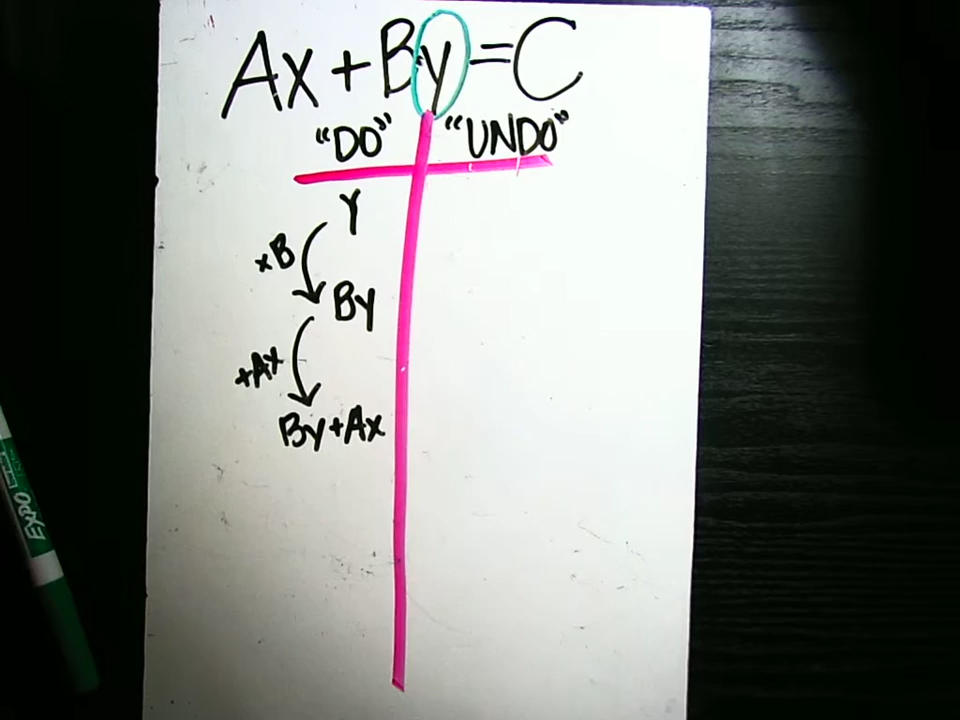 Ax + By = C
"DO" "UNDO"
Y
×B
By
+Ax
By+Ax
EXPO